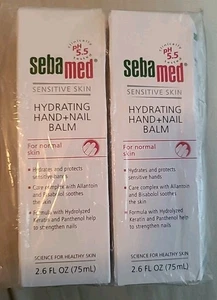 pH
5.5
sebamed
SENSITIVE SKIN
HYDRATING
HAND+NAIL
BALM
For normal
skin
• Hydrates and protects
sensitive hands
• Care complex with Allantoin
and Bisabolol soothes
the skin
• Formula with Hydrolyzed
Keratin and Panthenol help
to strengthen nails
SCIENCE FOR HEALTHY SKIN
2.6 FL OZ (75mL)
pH
5.5
sebamed
SENSITIVE SKIN
HYDRATING
HAND+NAIL
BALM
For normal
skin
• Hydrates and protects
sensitive hands
• Care complex with Allantoin
and Bisabolol soothes
the skin
• Formula with Hydrolyzed
Keratin and Panthenol help
to strengthen nails
SCIENCE FOR HEALTHY SKIN
2.6 FL OZ (75mL)